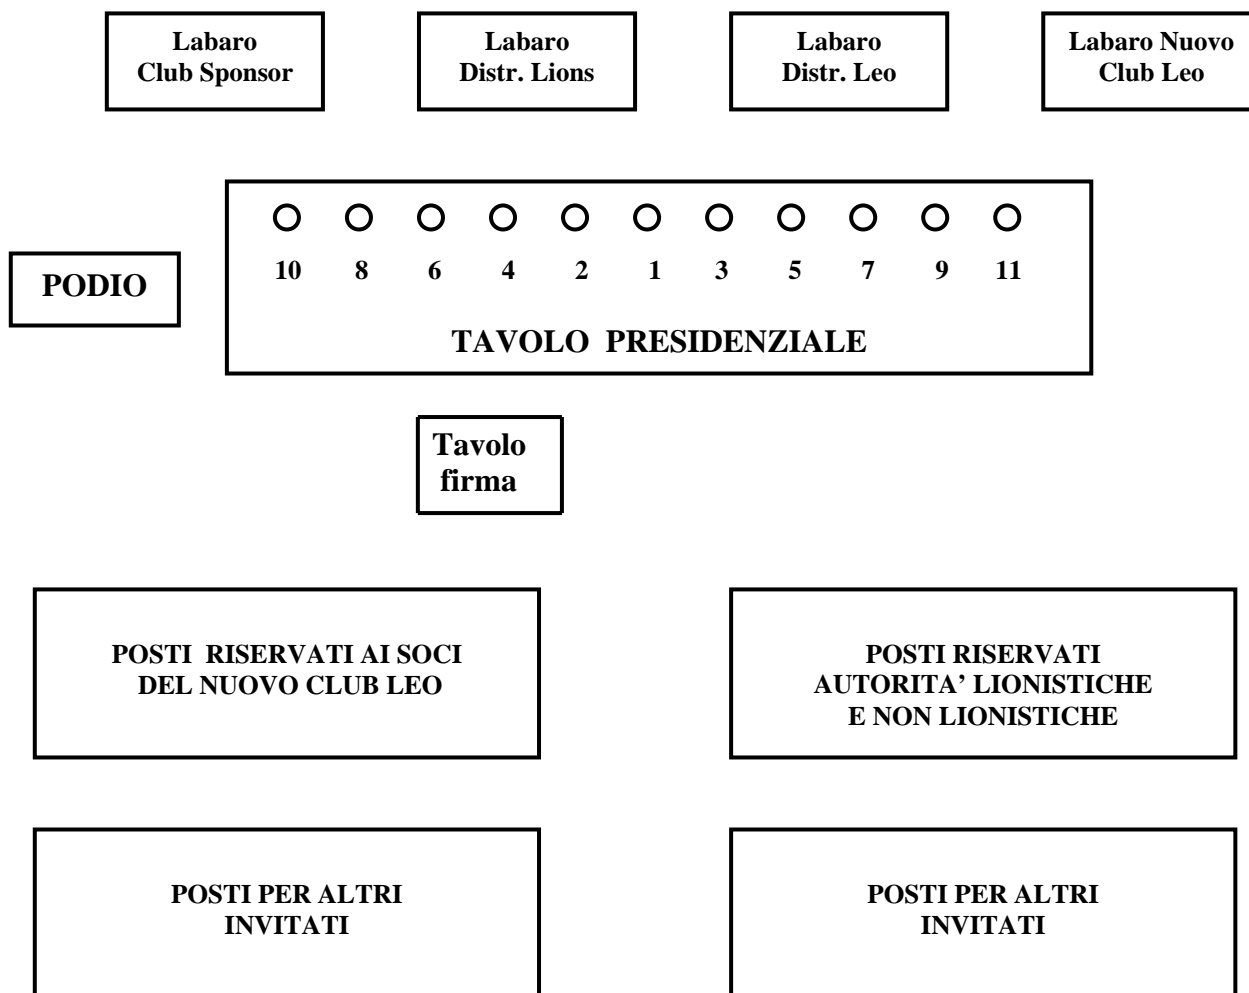 Labaro
Club Sponsor
Labaro
Distr. Lions
Labaro
Distr. Leo
Labaro Nuovo
Club Leo
PODIO
10 8 6 4 2 1 3 5 7 9 11
TAVOLO PRESIDENZIALE
Tavolo
firma
POSTI RISERVATI AI SOCI
DEL NUOVO CLUB LEO
POSTI RISERVATI
AUTORITA’ LIONISTICHE
E NON LIONISTICHE
POSTI PER ALTRI
INVITATI
POSTI PER ALTRI
INVITATI